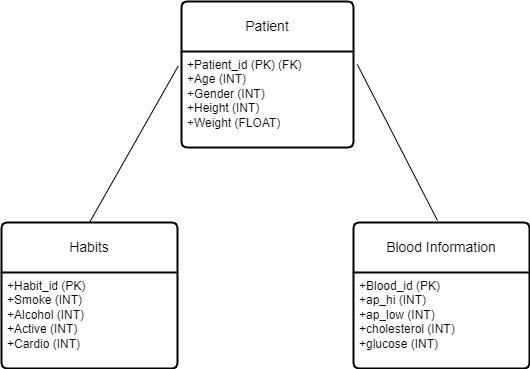 Patient
+Patient_id (PK) (FK)
+Age (INT)
+Gender (INT)
+Height (INT)
+Weight (FLOAT)
Habits
+Habit_id (PK)
+Smoke (INT)
+Alcohol (INT)
+Active (INT)
+Cardio (INT)
Blood Information
+Blood_id (PK)
+ap_hi (INT)
+ap_low (INT)
+cholesterol (INT)
+glucose (INT)